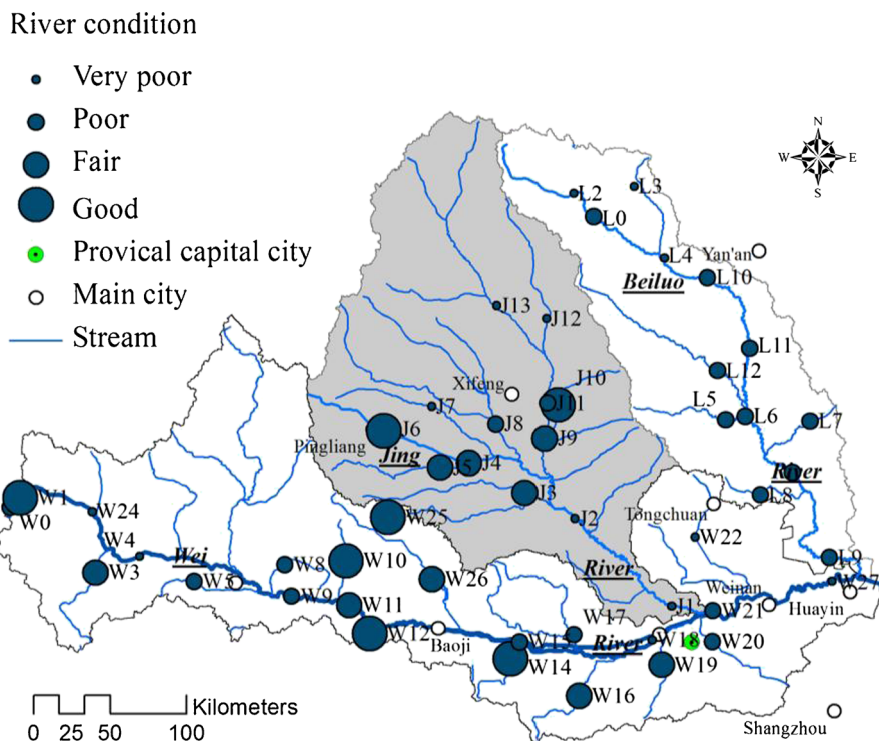 River condition
Very poor
Poor
Fair
Good
Provical capital city
Main city
Stream
N
W E
S
L2
L3
L0
L4
Yan'an
Beiluo
L10
J13
J12
L11
L12
J10
Xifeng
J11
J7
L5
L6
L7
J8
J6
J9
Pingliang
Jing
J5
J4
River
L8
W1
J3
W0
W24
W25
J2
Tongchuan
W4
W22
Wei
W3
W5
W8
W10
W26
River
L9
W27
W9
W11
Weinan
Huayin
J1
W21
W17
W12
Baoji
W15
River
W18
W20
W14
W19
W16
Kilometers
0 25 50 100
Shangzhou